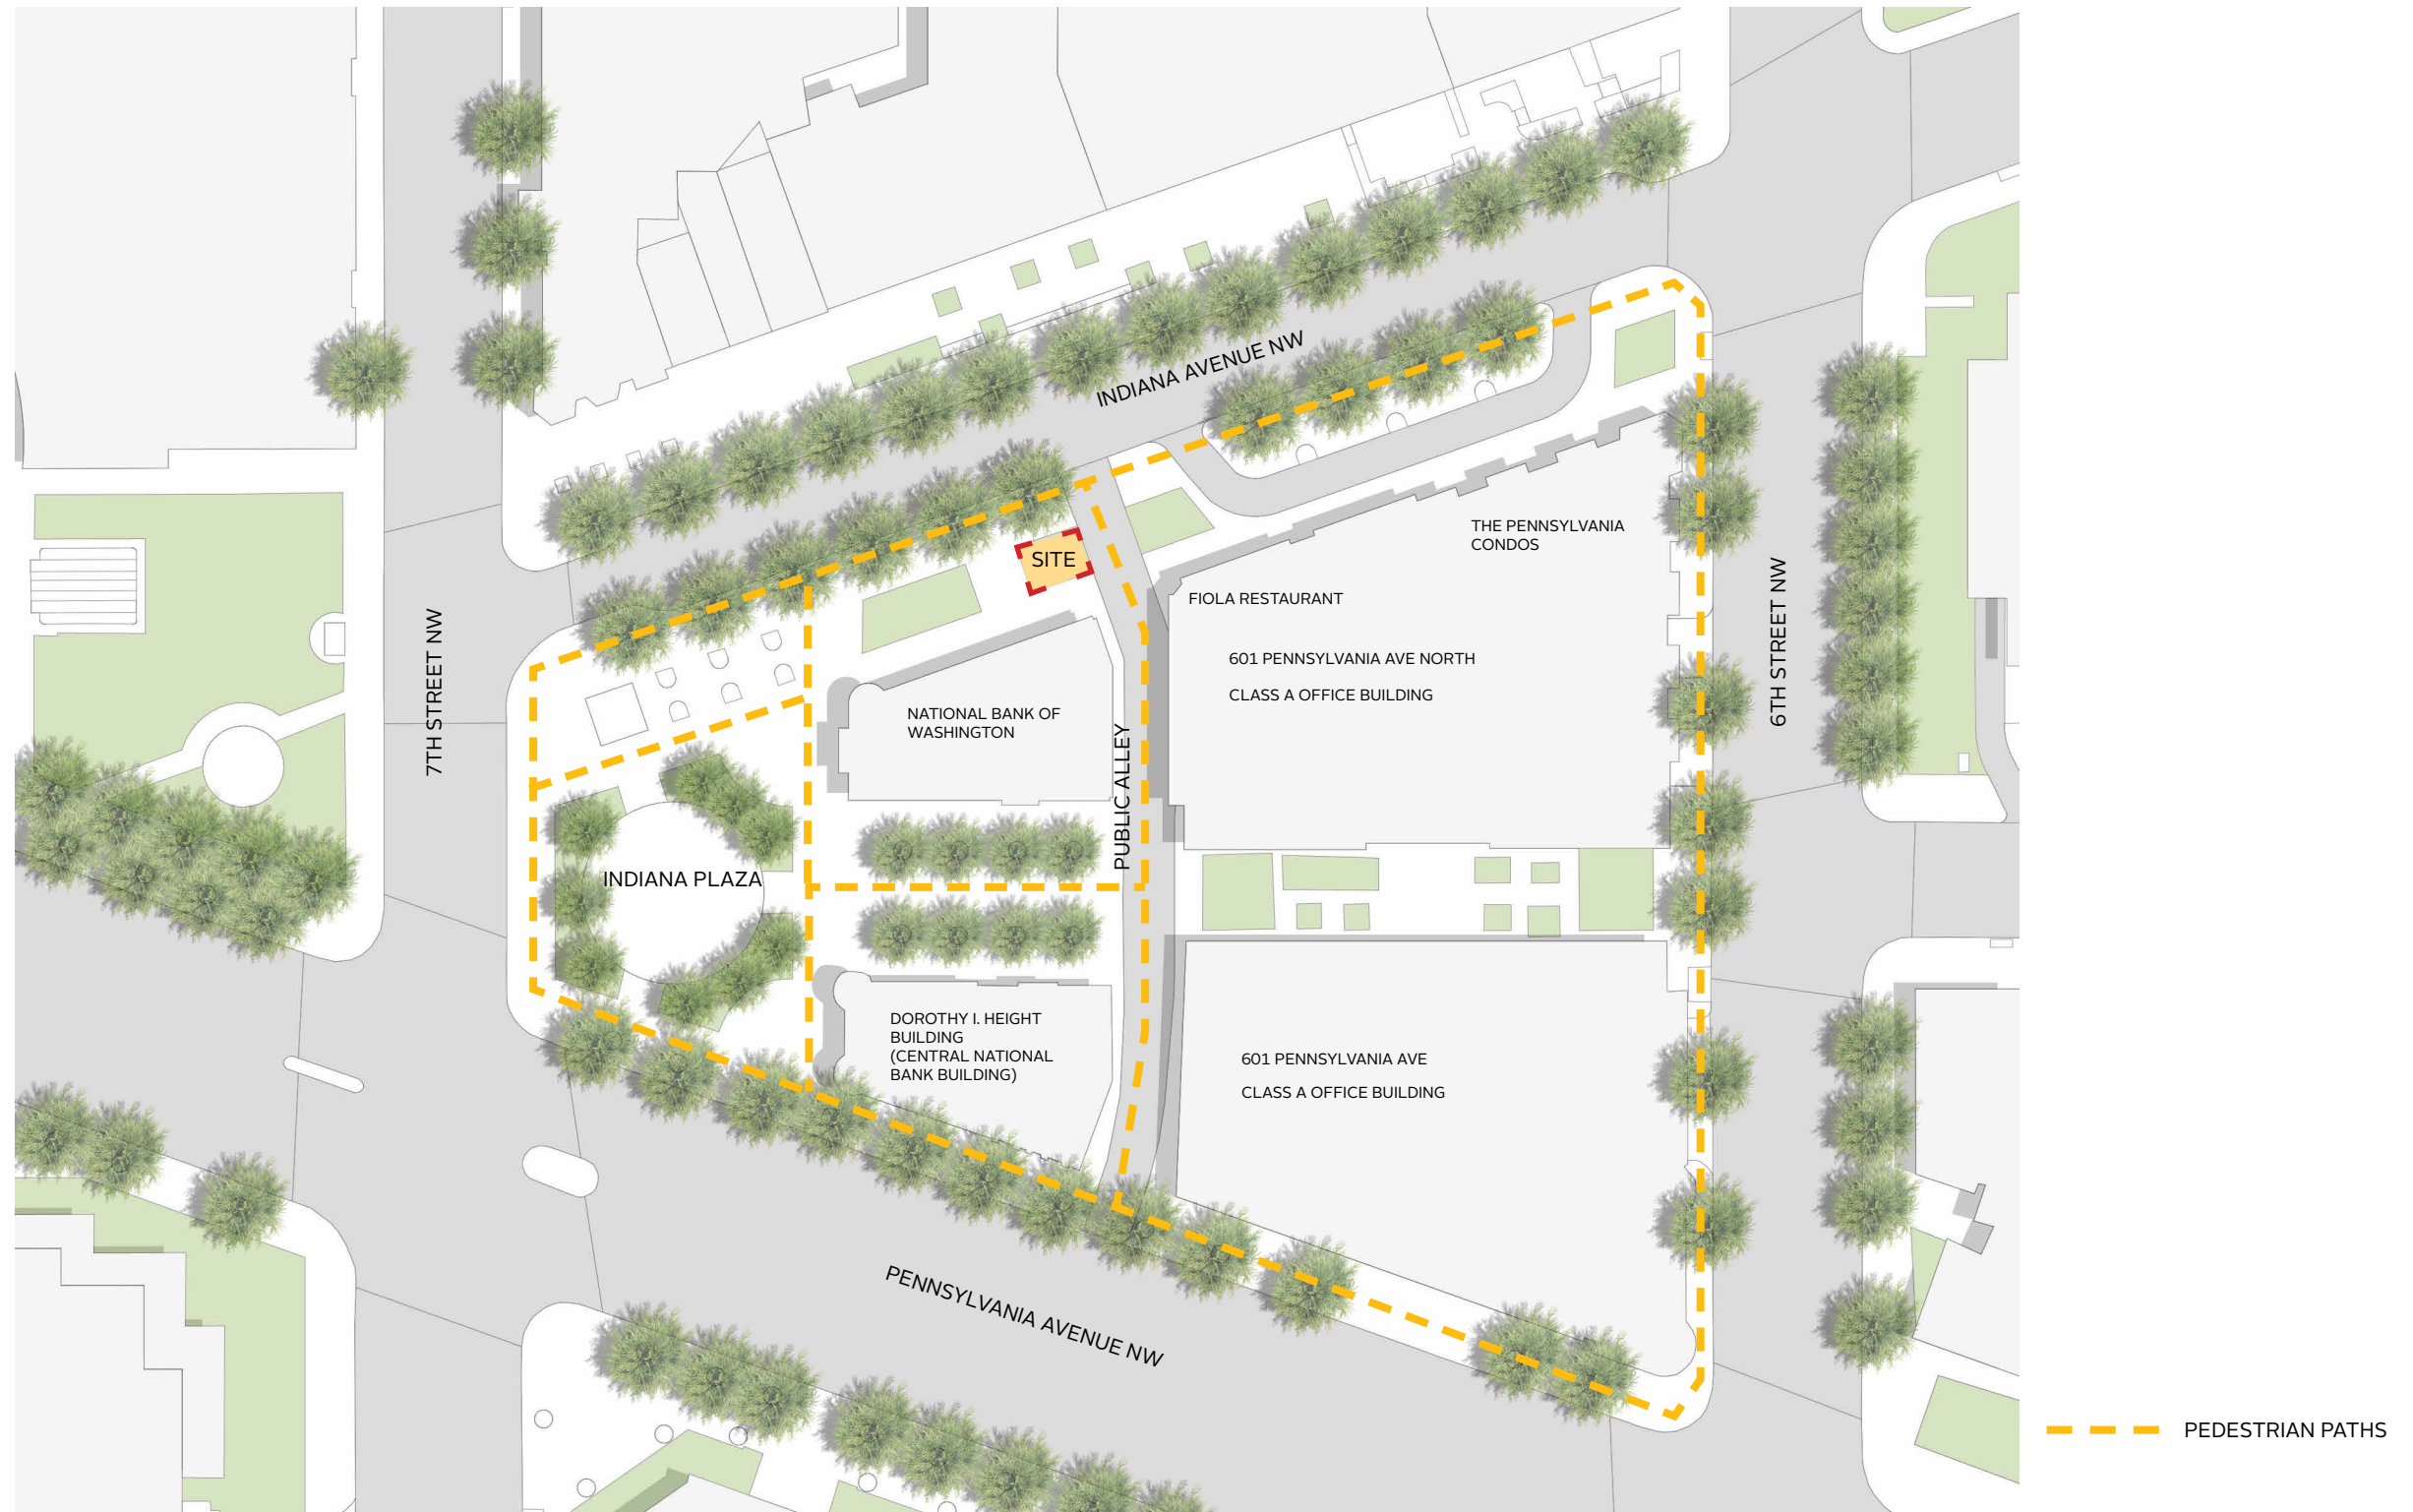 INDIANA AVENUE NW
THE PENNSYLVANIA
CONDOS
SITE
FIOLA RESTAURANT
601 PENNSYLVANIA AVE NORTH
CLASS A OFFICE BUILDING
7TH STREET NW
6TH STREET NW
NATIONAL BANK OF
WASHINGTON
PUBLIC ALLEY
INDIANA PLAZA
DOROTHY I. HEIGHT
BUILDING
(CENTRAL NATIONAL
BANK BUILDING)
601 PENNSYLVANIA AVE
CLASS A OFFICE BUILDING
PENNSYLVANIA AVENUE NW
PEDESTRIAN PATHS